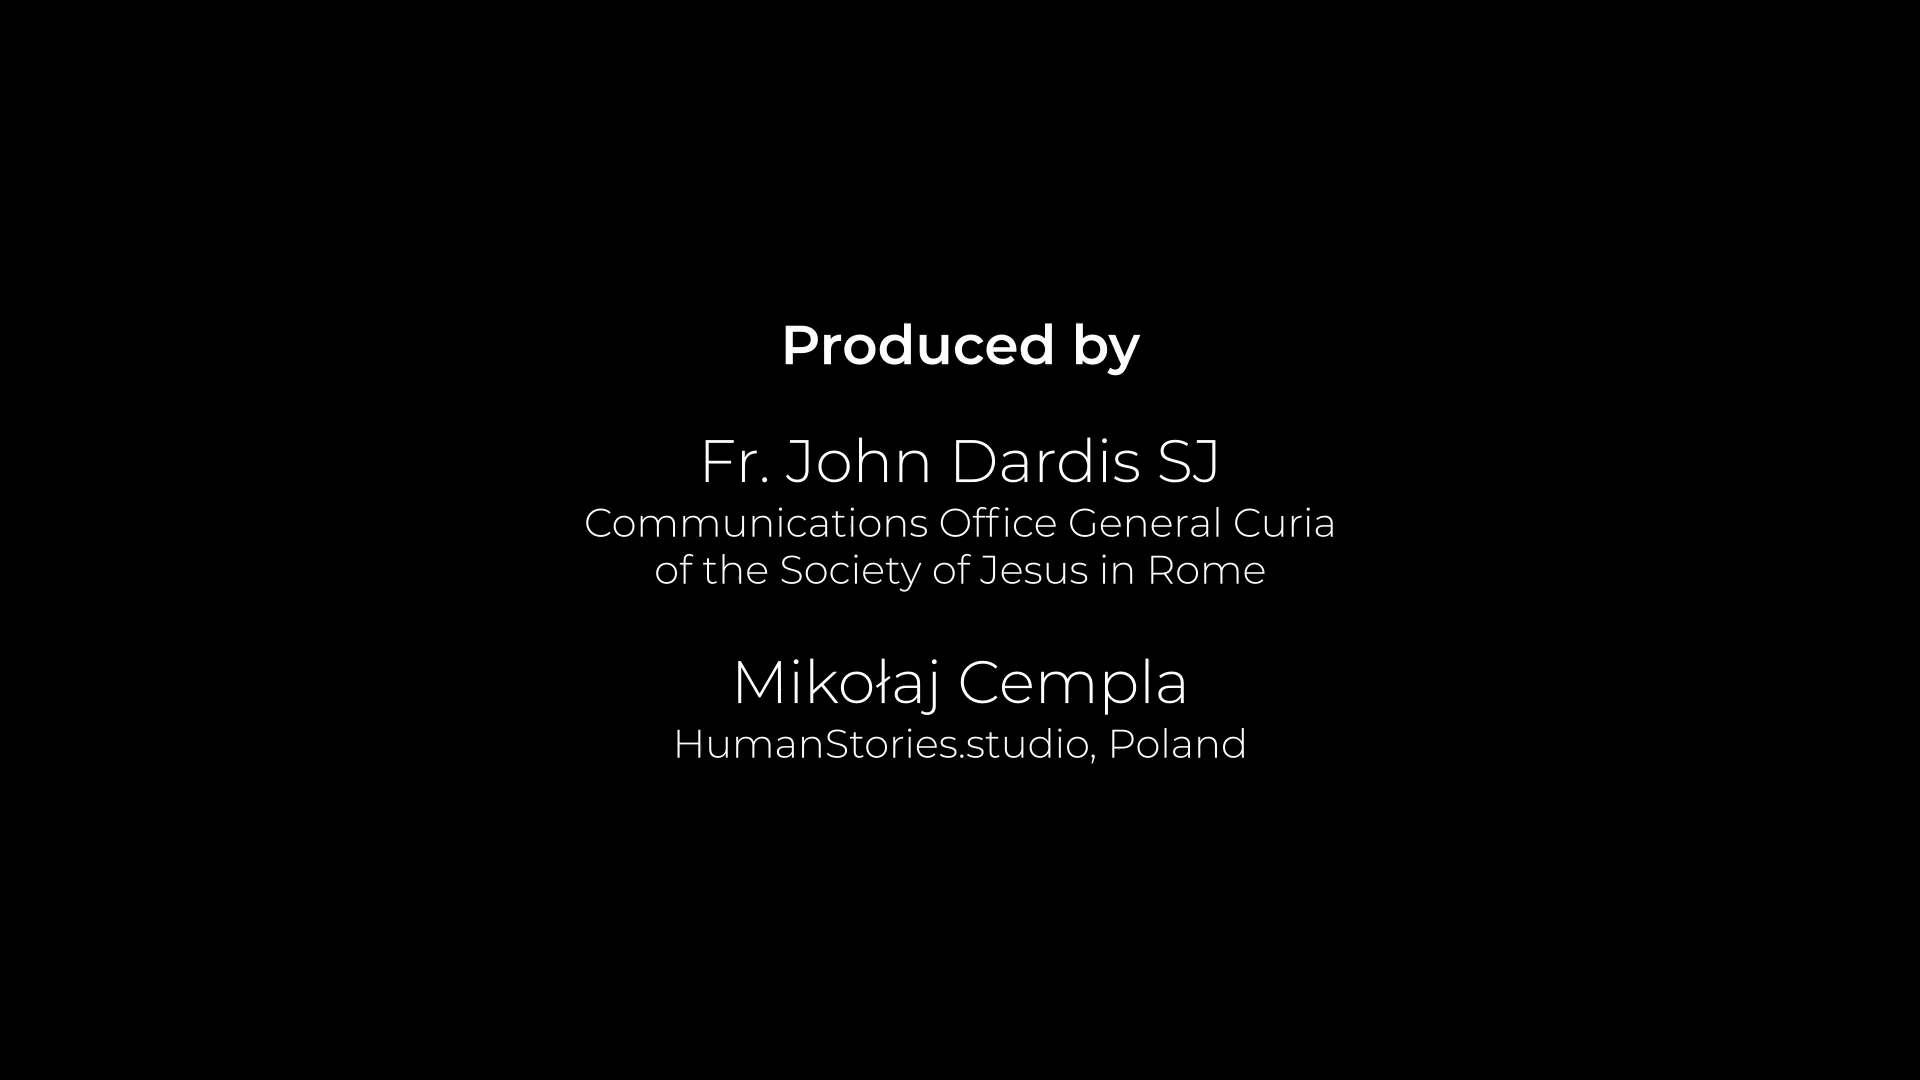 Produced by
Fr. John Dardis SJ
Communications Office General Curia
of the Society of Jesus in Rome
Mikołaj Cempla
HumanStories.studio, Poland